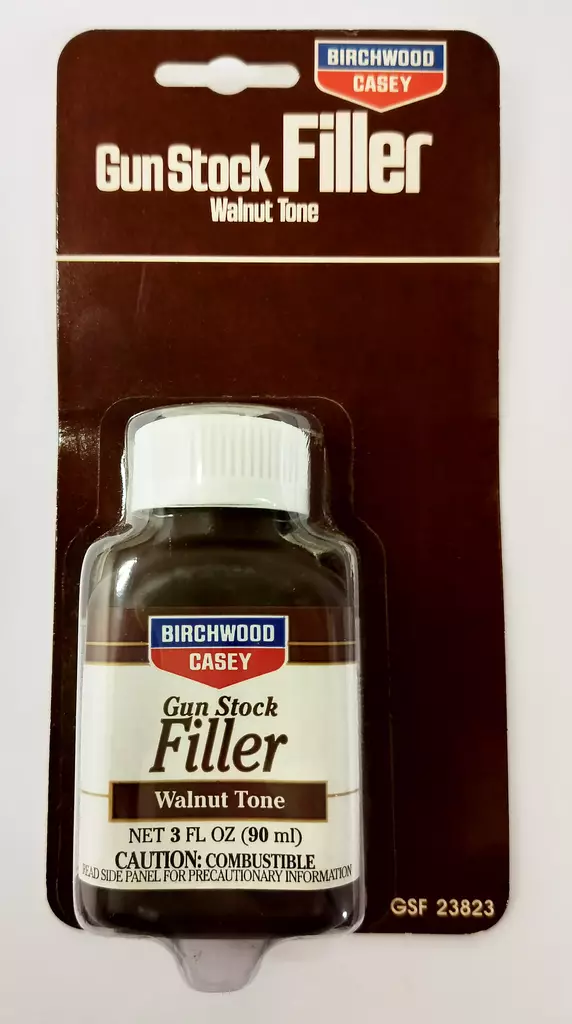 BIRCHWOOD
CASEY
Gun Stock Filler
Walnut Tone
BIRCHWOOD
CASEY
Gun Stock
Filler
Walnut Tone
NET 3 FL OZ (90 ml)
CAUTION: COMBUSTIBLE
READ SIDE PANEL FOR PRECAUTIONARY INFORMATION
GSF 23823